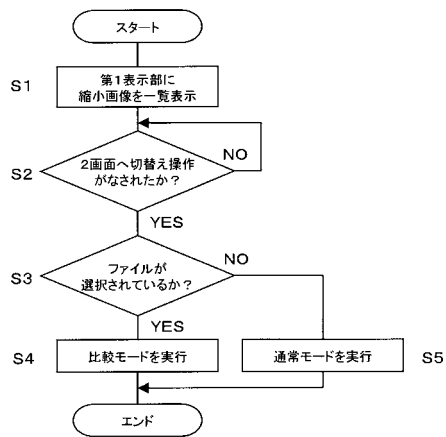 スタート
S1
第1表示部に
縮小画像を一覧表示
S2
2画面へ切替え操作
がなされたか?
NO
YES
S3
ファイルが
選択されているか?
NO
YES
S4
比較モードを実行
通常モードを実行
S5
エンド